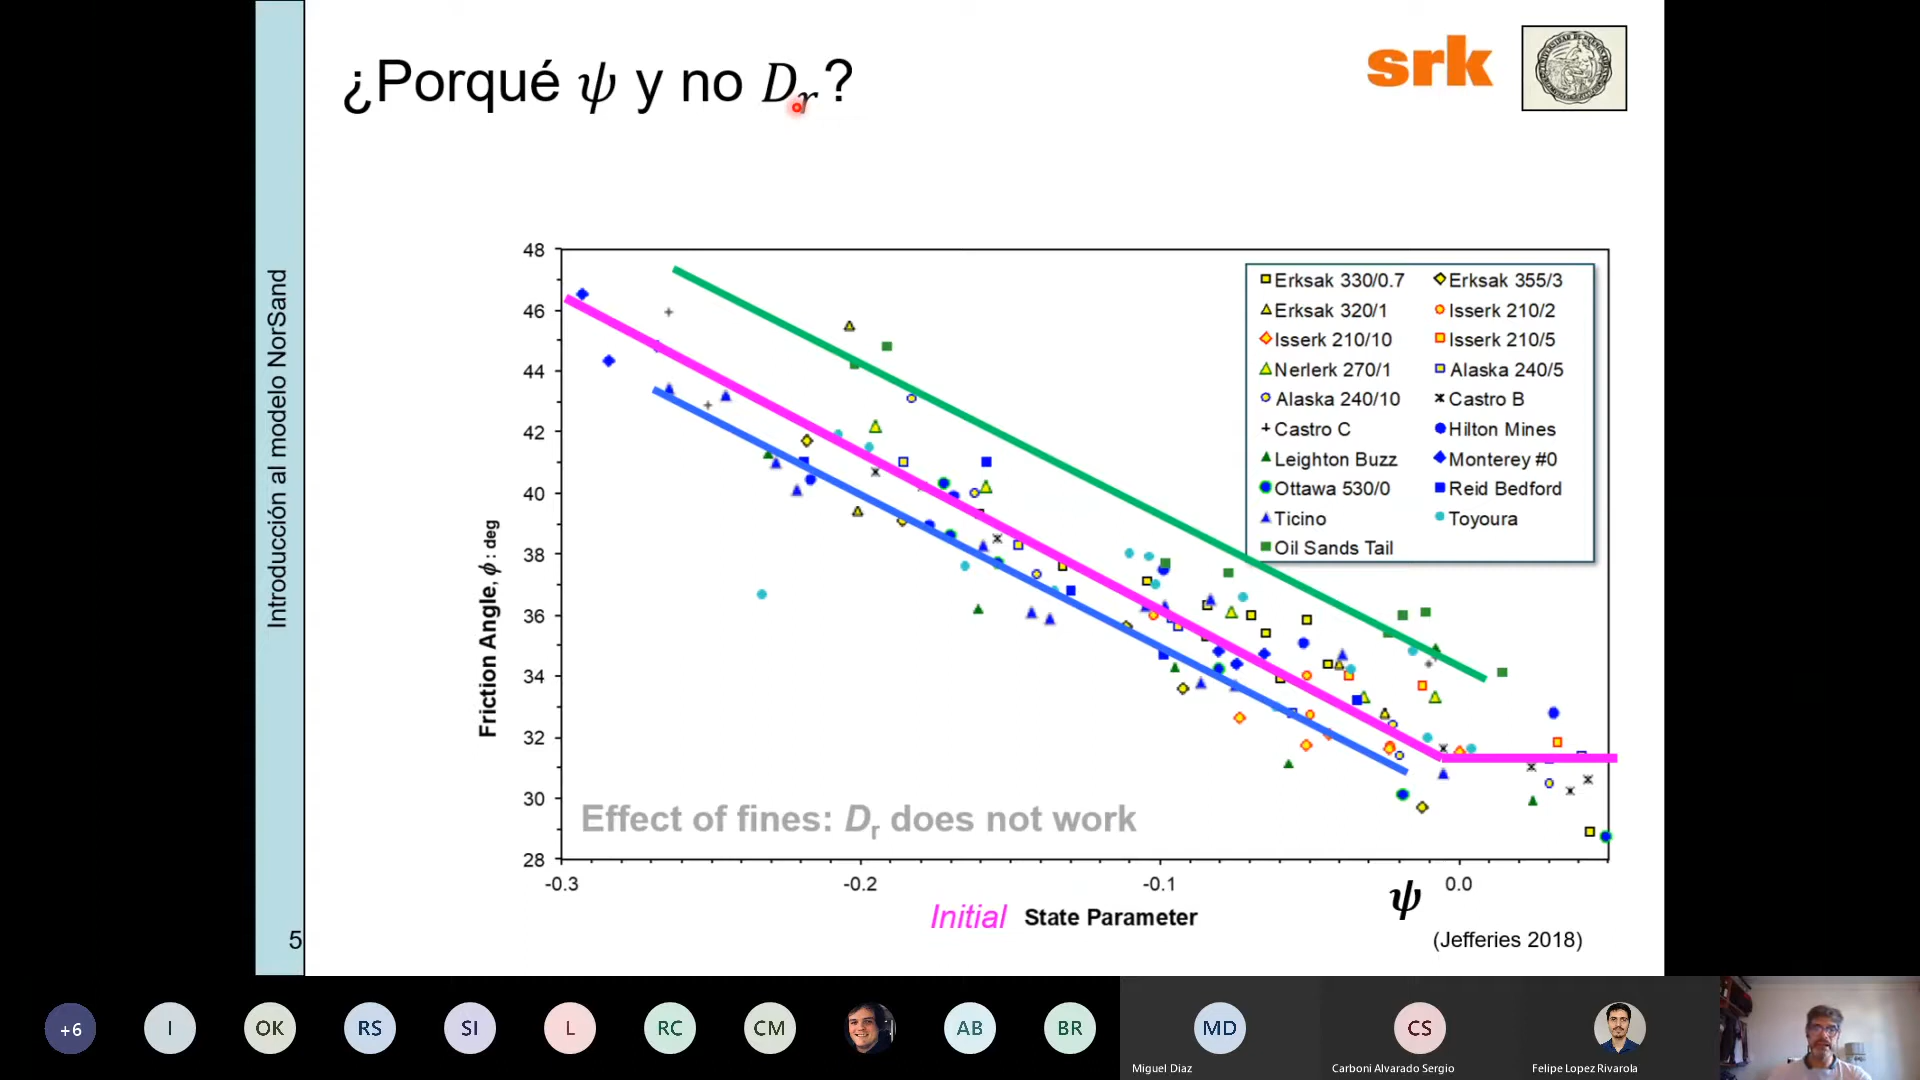 ¿Porqué ψ y no Dr?
srk
Introducción al modelo NorSand
5
48
46
44
42
40
38
36
34
32
30
28
Friction Angle, ϕ : deg
Erksak 330/0.7
Erksak 355/3
Erksak 320/1
Isserk 210/2
Isserk 210/10
Isserk 210/5
Nerlerk 270/1
Alaska 240/5
Alaska 240/10
Castro B
Castro C
Hilton Mines
Leighton Buzz
Monterey #0
Ottawa 530/0
Reid Bedford
Ticino
Toyoura
Oil Sands Tail
Effect of fines: Dr does not work
-0.3
-0.2
-0.1
0.0
ψ
Initial State Parameter
(Jefferies 2018)
+6
I
OK
RS
SI
L
RC
CM
AB
BR
MD
CS
Miguel Diaz
Carboni Alvarado Sergio
Felipe Lopez Rivarola